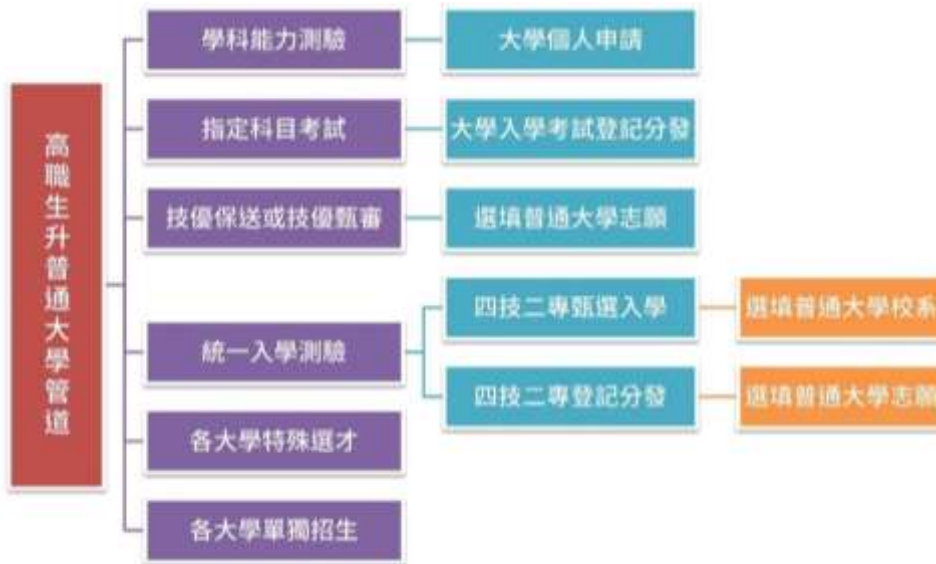 高職生升普通大學管道
學科能力測驗
大學個人申請
指定科目考試
大學入學考試登記分發
技優保送或技優甄審
選填普通大學志願
統一入學測驗
四技二專甄選入學
選填普通大學校系
四技二專登記分發
選填普通大學志願
各大學特殊選才
各大學單獨招生